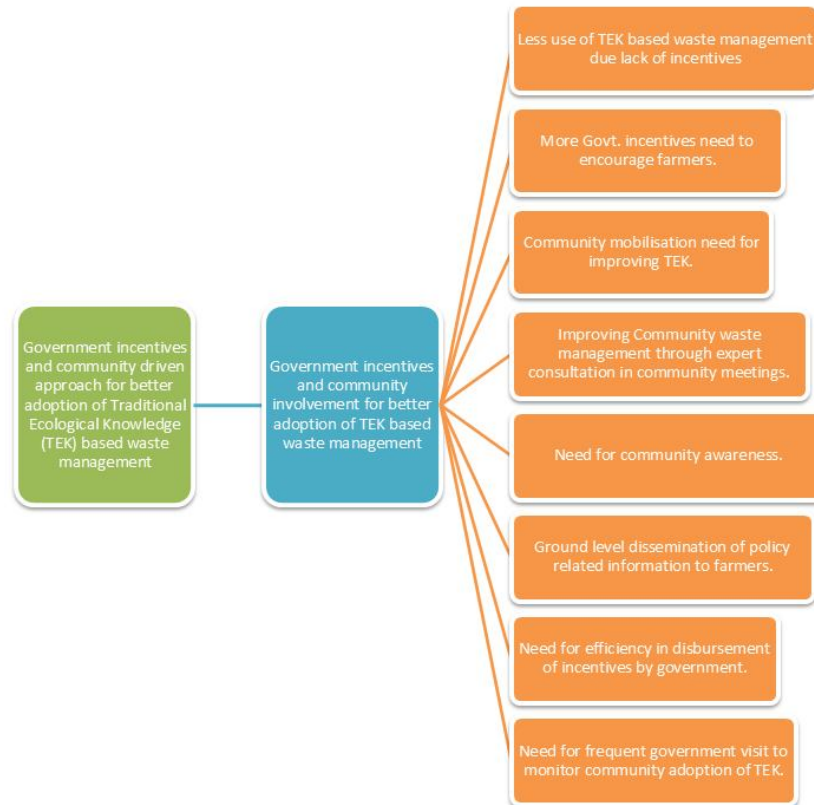 Government incentives
and community driven
approach for better
adoption of Traditional
Ecological Knowledge
(TEK) based waste
management
Government incentives
and community
involvement for better
adoption of TEK based
waste management
Less use of TEK based waste management
due lack of incentives
More Govt. incentives need to
encourage farmers.
Community mobilisation need for
improving TEK.
Improving Community waste
management through expert
consultation in community meetings.
Need for community awareness.
Ground level dissemination of policy
related information to farmers.
Need for efficiency in disbursement
of incentives by government.
Need for frequent government visit to
monitor community adoption of TEK.